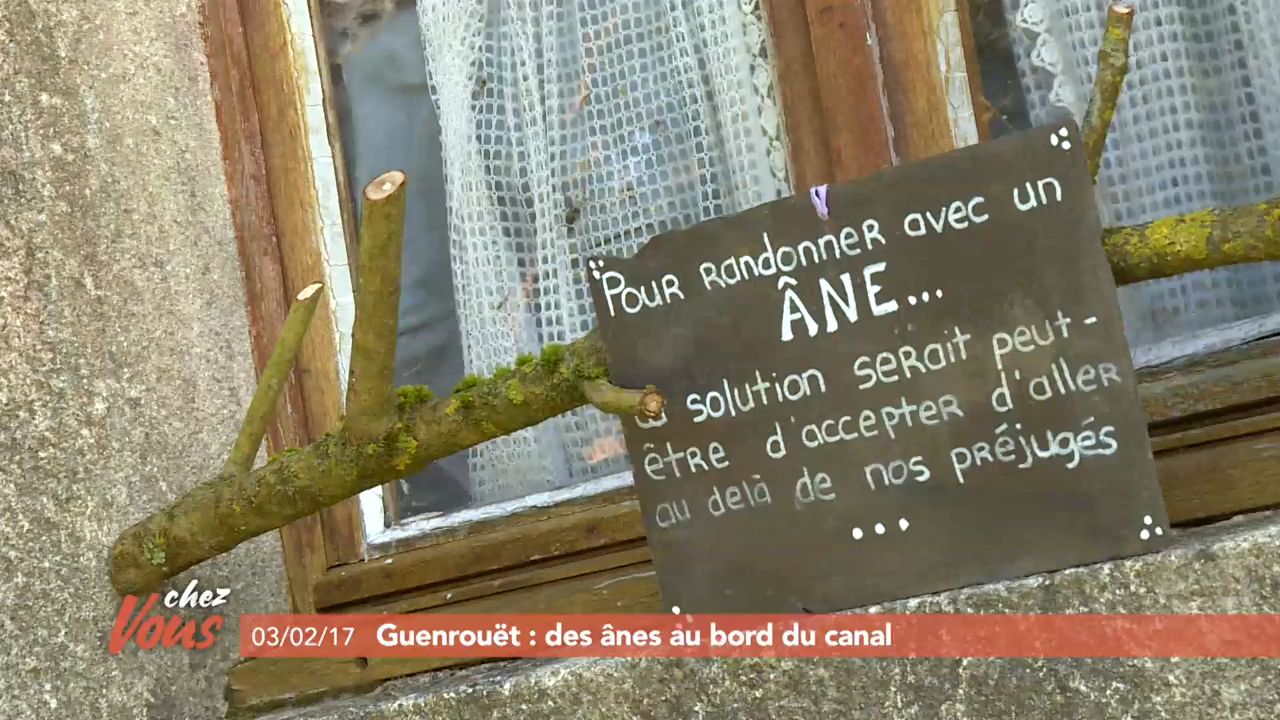 Pour randonner avec un
ÂNE...
la solution serait peut-
être d'accepter d'aller
au delà de nos préjugés
...
chez
Vous
03/02/17 Guenrouët : des ânes au bord du canal